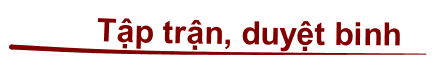 Tập trận, duyệt binh